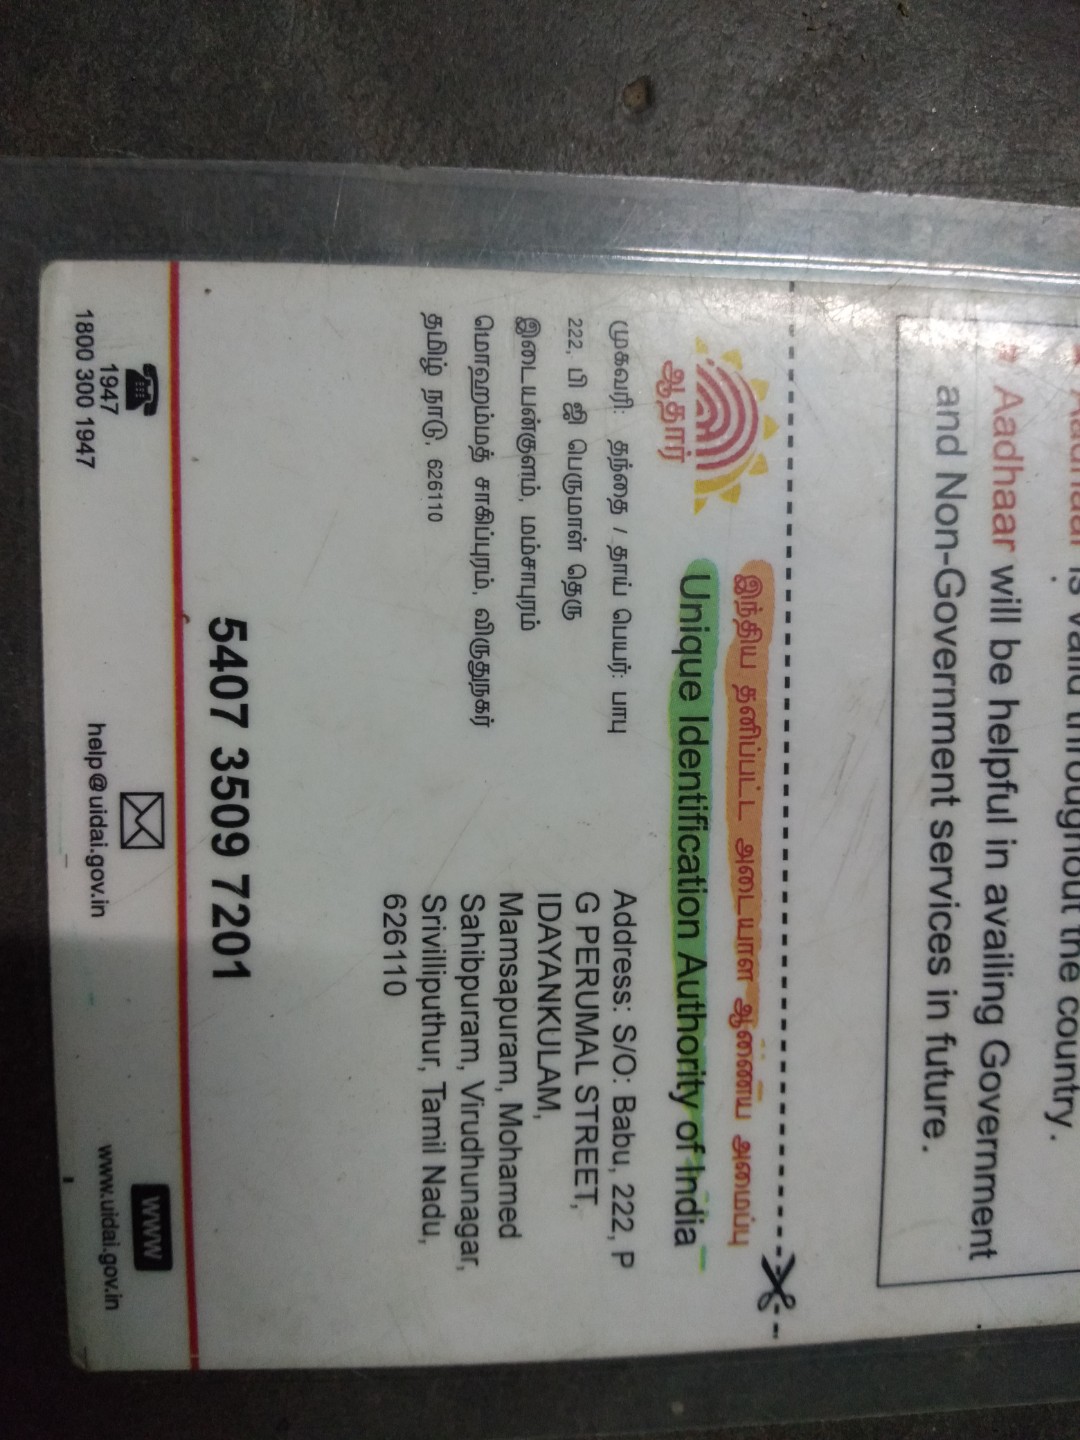 Aadhaar is valid throughout the country.
Aadhaar will be helpful in availing Government
and Non-Government services in future.
ஆதார்
இந்திய தனிப்பட்ட அடையாள ஆணைய அமைப்பு
Unique Identification Authority of India
முகவரி: தந்தை / தாய் பெயர்: பாபு
222, பி ஜி பெருமாள் தெரு
இடையன்குளம், மம்சாபுரம்
மொஹம்மத் சாகிப்புரம், விருதுநகர்
தமிழ் நாடு, 626110
Address: S/O: Babu, 222, P
G PERUMAL STREET,
IDAYANKULAM,
Mamsapuram, Mohamed
Sahibpuram, Virudhunagar,
Srivilliputhur, Tamil Nadu,
626110
5407 3509 7201
1947
1800 300 1947
help@uidai.gov.in
www
www.uidai.gov.in